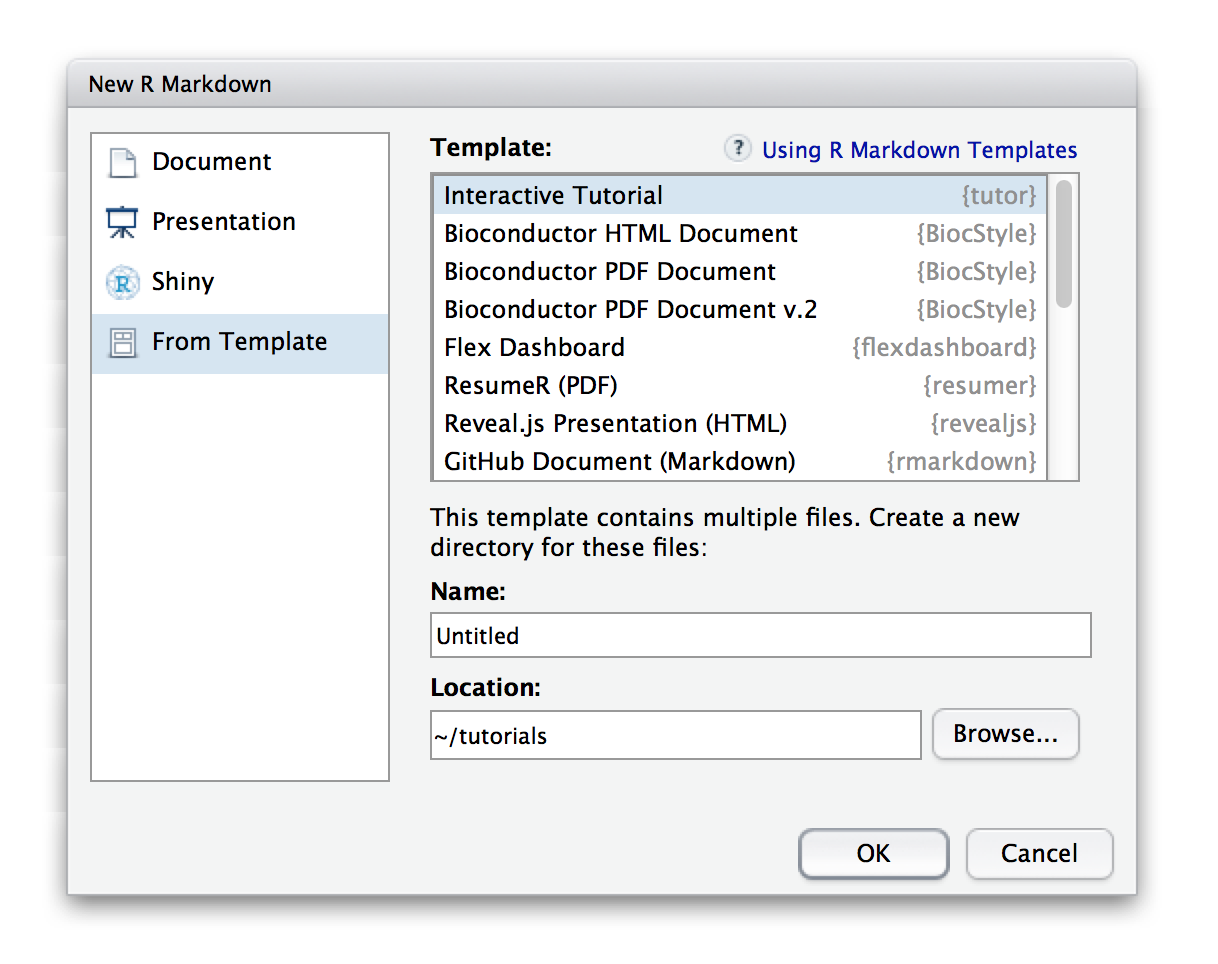 New R Markdown
Document
Presentation
Shiny
From Template
Template:
? Using R Markdown Templates
Interactive Tutorial {tutor}
Bioconductor HTML Document {BiocStyle}
Bioconductor PDF Document {BiocStyle}
Bioconductor PDF Document v.2 {BiocStyle}
Flex Dashboard {flexdashboard}
ResumeR (PDF) {resumer}
Reveal.js Presentation (HTML) {revealjs}
GitHub Document (Markdown) {rmarkdown}
This template contains multiple files. Create a new
directory for these files:
Name:
Untitled
Location:
~/tutorials
Browse...
OK
Cancel